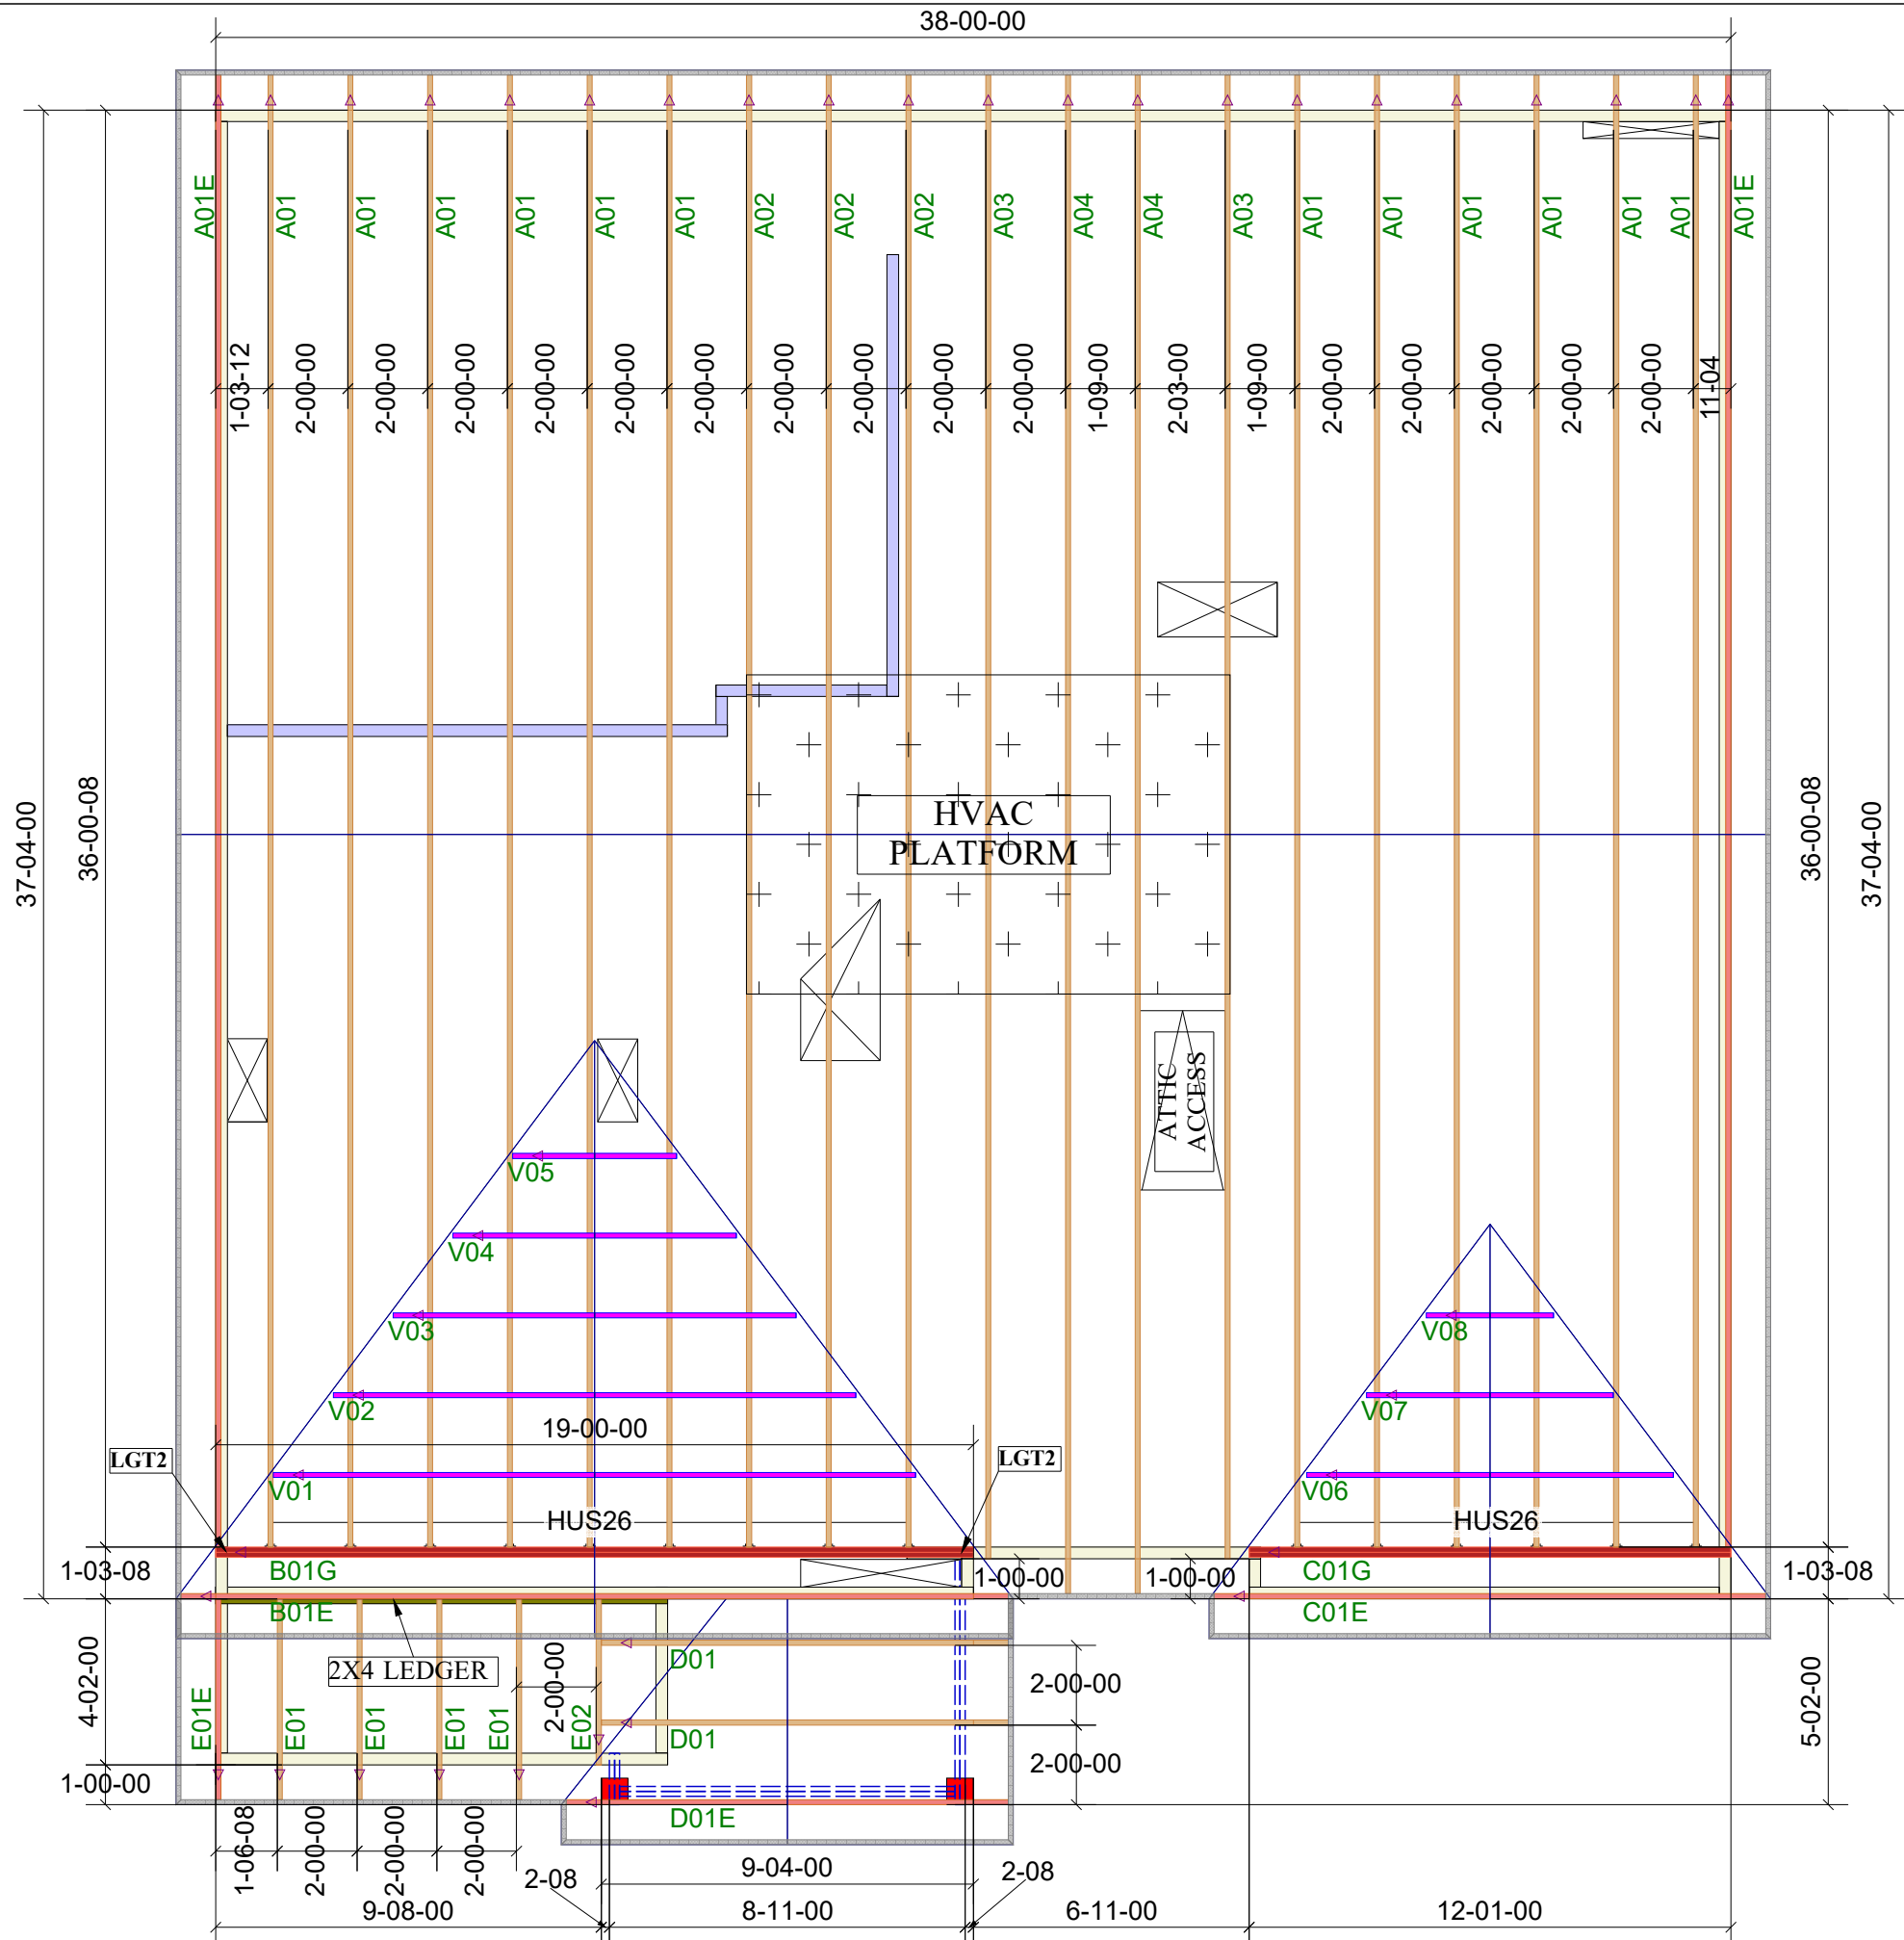 38-00-00
A01E
A01
A01
A01
A01
A01
A01
A02
A02
A02
A03
A04
A04
A03
A01
A01
A01
A01
A01
A01
A01E
1-03-12
2-00-00
2-00-00
2-00-00
2-00-00
2-00-00
2-00-00
2-00-00
2-00-00
2-00-00
2-00-00
1-09-00
2-03-00
1-09-00
2-00-00
2-00-00
2-00-00
2-00-00
2-00-00
11-04
37-04-00
36-00-08
HVAC
PLATFORM
36-00-08
37-04-00
ATTIC
ACCESS
V05
V04
V03
V08
V02
V07
19-00-00
LGT2
LGT2
V01
V06
HUS26
HUS26
1-03-08
B01G
1-00-00
1-00-00
C01G
1-03-08
B01E
C01E
2X4 LEDGER
D01
2-00-00
2-00-00
4-02-00
E01E
E01
E01
E01
E01
E02
D01
2-00-00
5-02-00
1-00-00
D01E
1-06-08
2-00-00
2-00-00
2-00-00
2-08
9-04-00
2-08
9-08-00
8-11-00
6-11-00
12-01-00